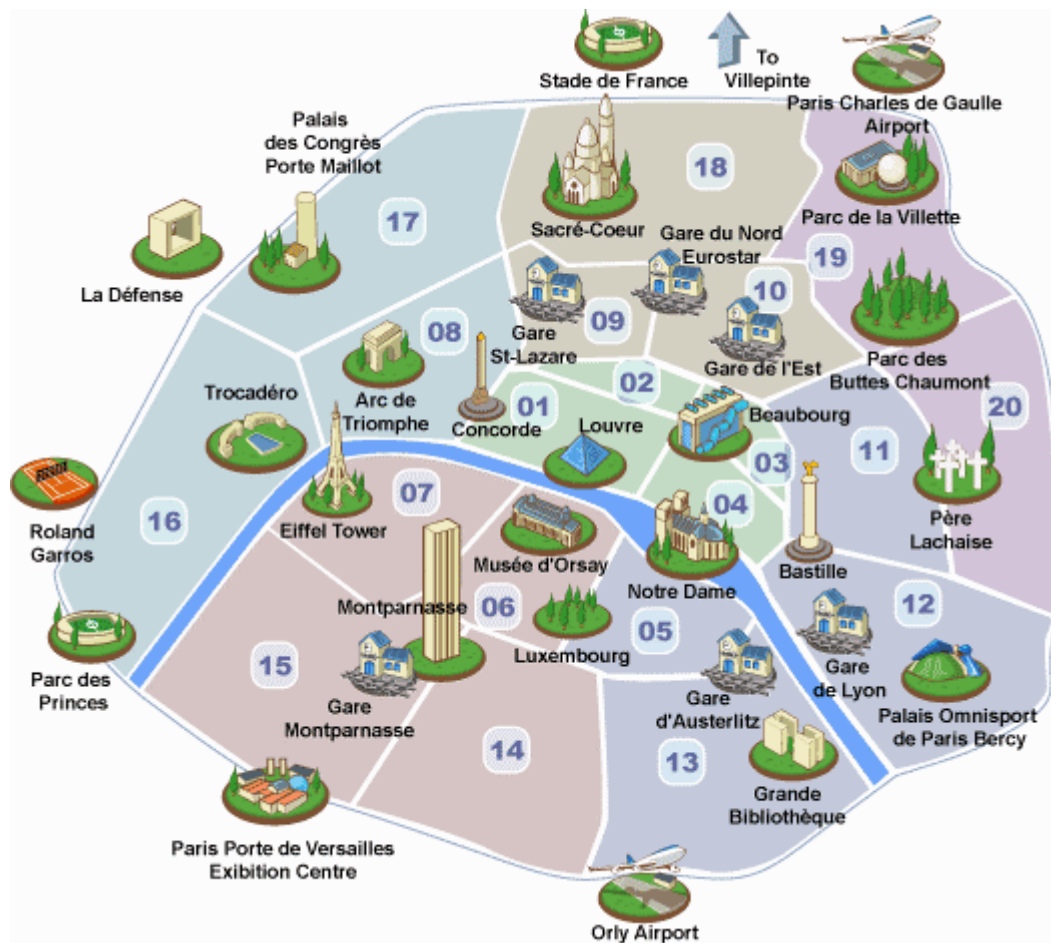 Stade de France
To
Villepinte
Paris Charles de Gaulle
Airport
Palais
des Congrès
Porte Maillot
18
17
Sacré-Coeur
Parc de la Villette
Gare du Nord
Eurostar
19
La Défense
10
08
09
Gare
St-Lazare
Gare de l'Est
Parc des
Buttes Chaumont
02
Trocadéro
Arc de
Triomphe
01
Concorde
Louvre
Beaubourg
20
11
03
07
04
16
Roland
Garros
Eiffel Tower
Musée d'Orsay
Père
Lachaise
Bastille
Notre Dame
Montparnasse
06
12
05
15
Luxembourg
Parc des
Princes
Gare
Montparnasse
Gare
d'Austerlitz
Gare
de Lyon
Palais Omnisport
de Paris Bercy
14
13
Grande
Bibliothèque
Paris Porte de Versailles
Exibition Centre
Orly Airport